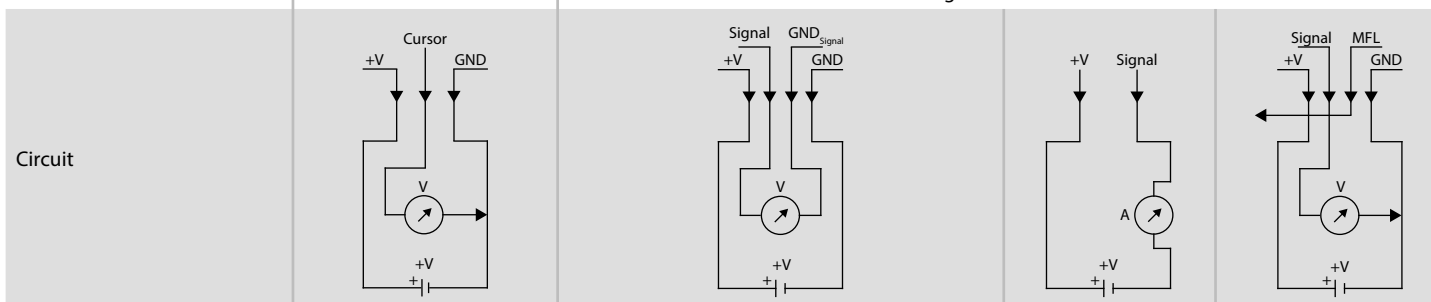 Circuit
Cursor
+V
GND
V
+V
+
Signal
GND Signal
+V
GND
V
+V
+
+V
Signal
A
+V
+
Signal
MFL
+V
GND
V
+V
+